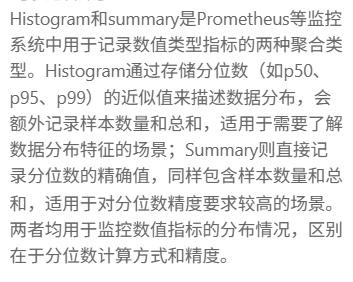 Histogram和summary是Prometheus等监控
系统中用于记录数值类型指标的两种聚合类
型。Histogram通过存储分位数（如p50、
p95、p99）的近似值来描述数据分布，会
额外记录样本数量和总和，适用于需要了解
数据分布特征的场景；Summary则直接记
录分位数的精确值，同样包含样本数量和总
和，适用于对分位数精度要求较高的场景。
两者均用于监控数值指标的分布情况，区别
在于分位数计算方式和精度。